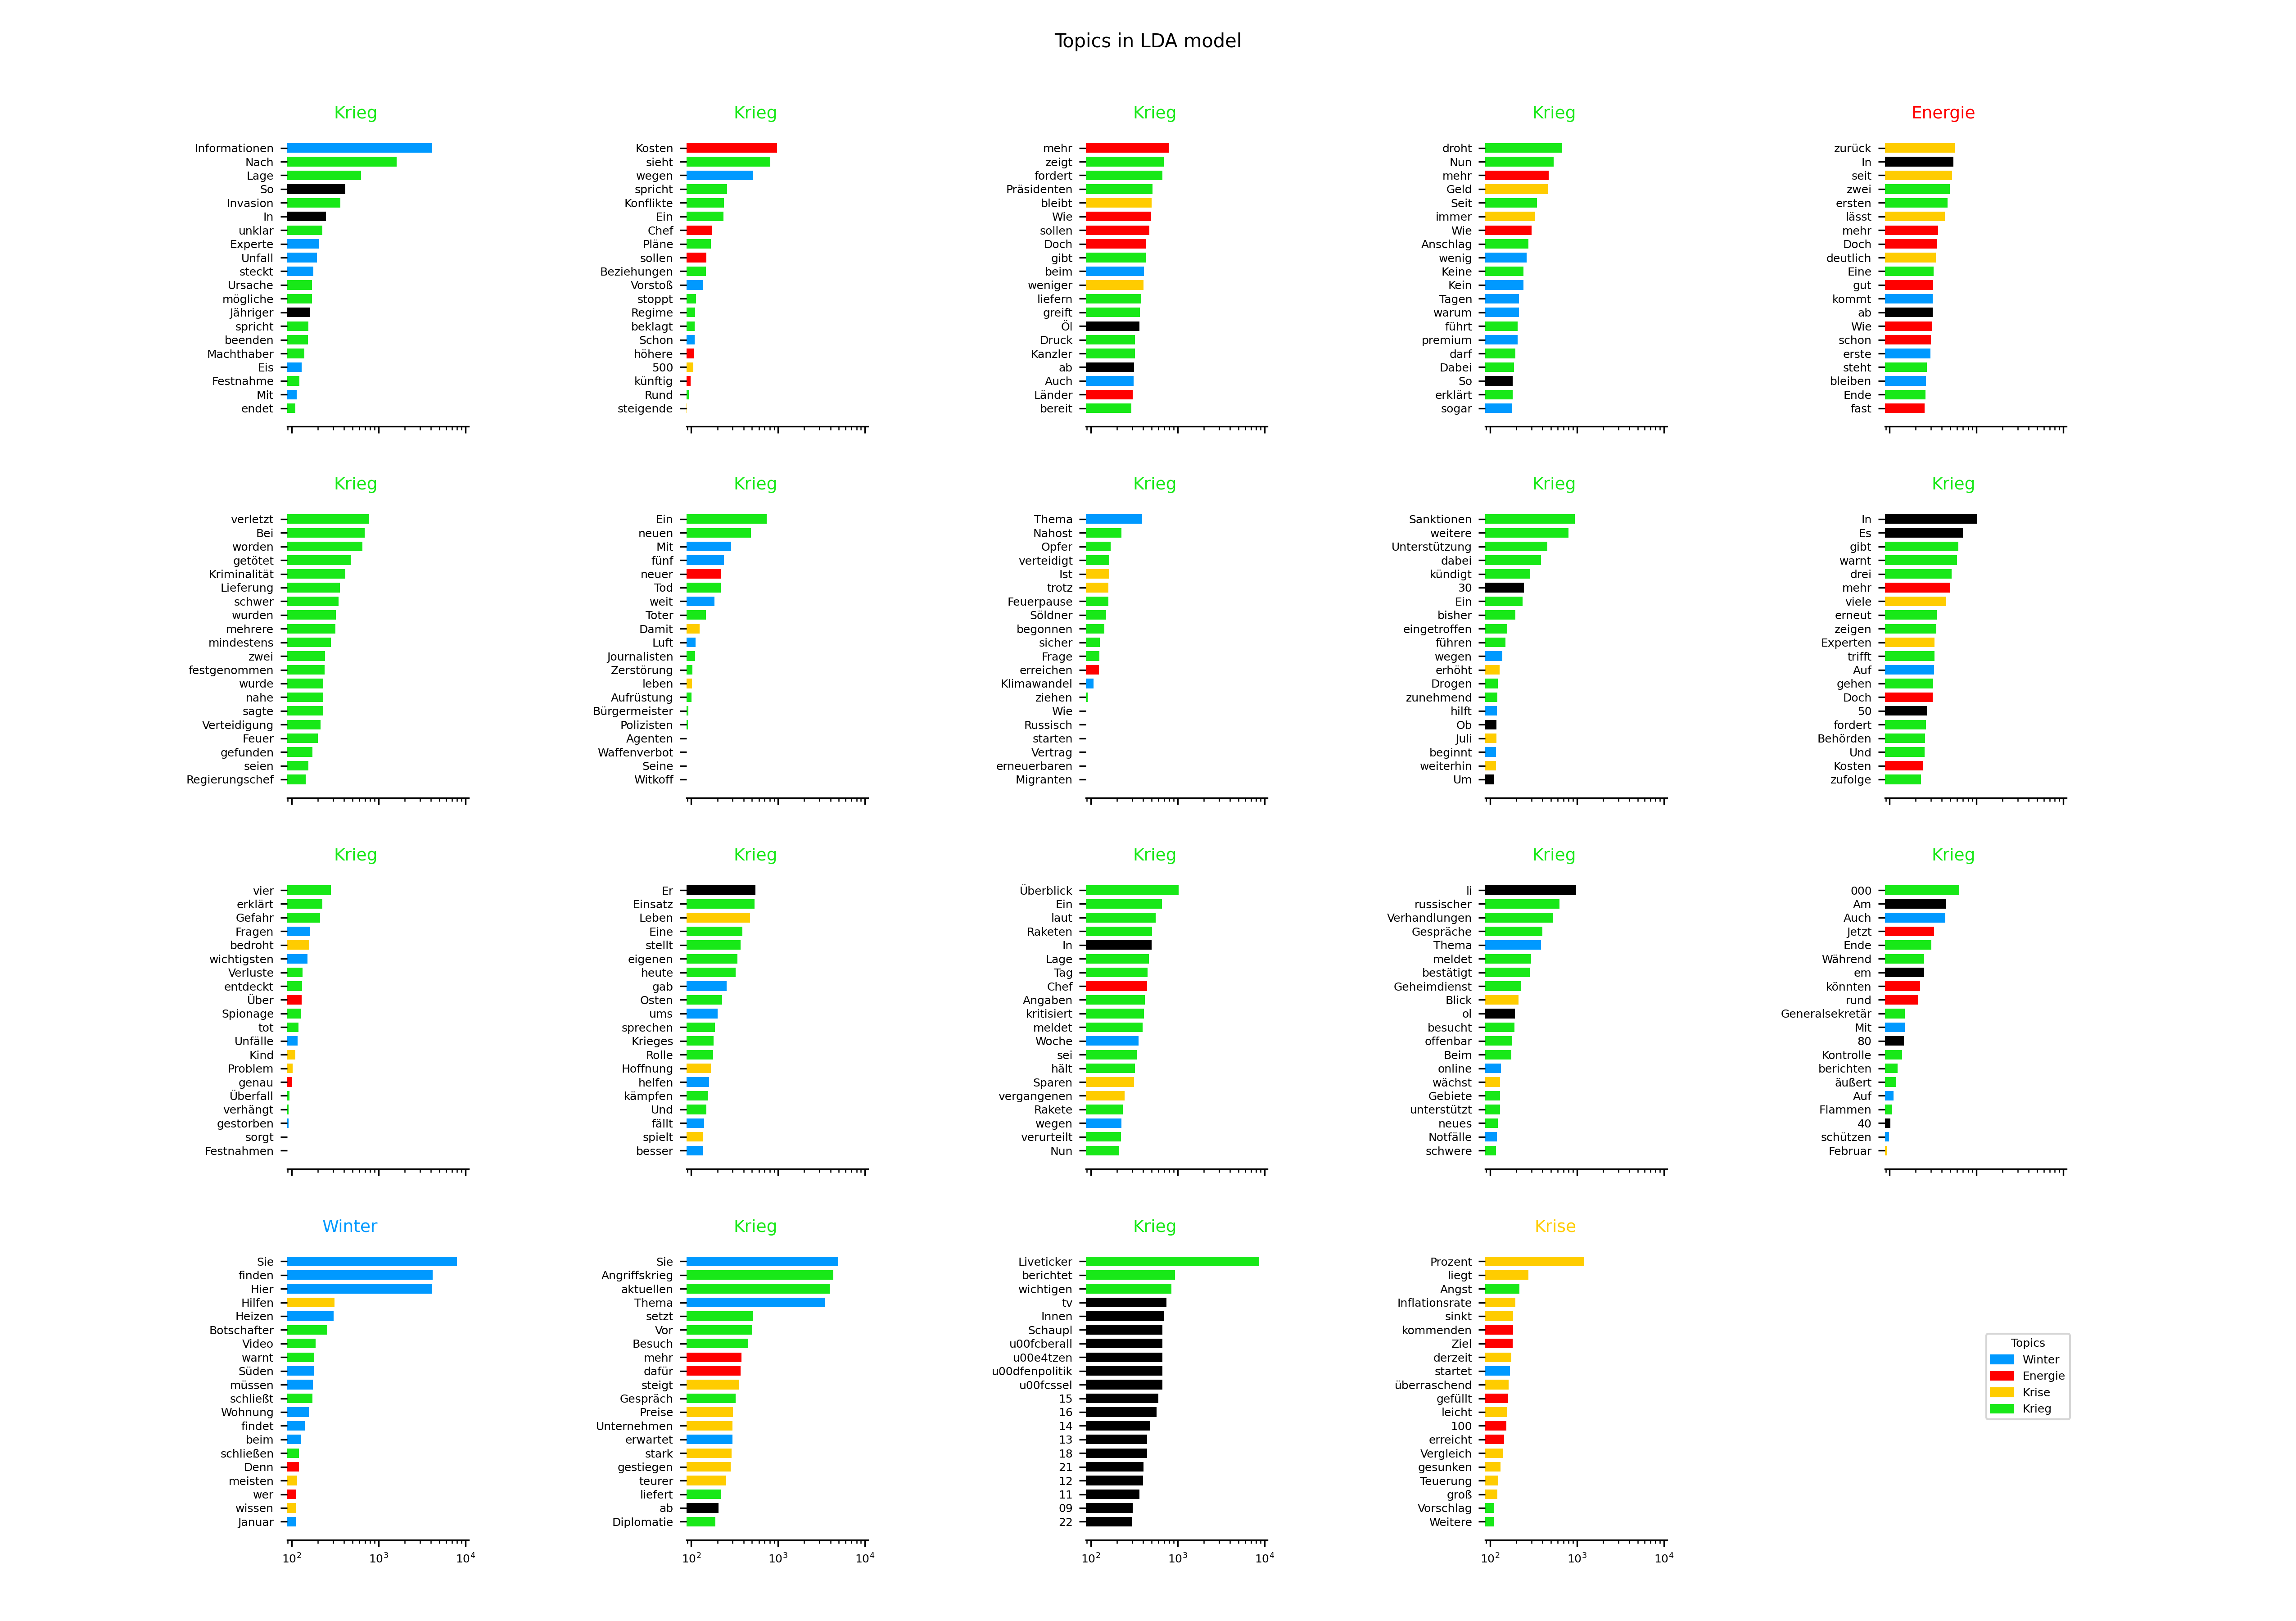 Topics in LDA model
Krieg
Informationen
Nach
Lage
So
Invasion
In
unklar
Experte
Unfall
steckt
Ursache
mögliche
Jähriger
spricht
beenden
Machthaber
Eis
Festnahme
Mit
endet
Krieg
Kosten
sieht
wegen
spricht
Konflikte
Ein
Chef
Pläne
sollen
Beziehungen
Vorstoß
stoppt
Regime
beklagt
Schon
höhere
500
künftig
Rund
steigende
Krieg
mehr
zeigt
fordert
Präsidenten
bleibt
Wie
sollen
Doch
gibt
beim
weniger
liefern
greift
Öl
Druck
Kanzler
ab
Auch
Länder
bereit
Krieg
droht
Nun
mehr
Geld
Seit
immer
Wie
Anschlag
wenig
Keine
Kein
Tagen
warum
führt
premium
darf
Dabei
So
erklärt
sogar
Energie
zurück
In
seit
zwei
ersten
lässt
mehr
Doch
deutlich
Eine
gut
kommt
ab
Wie
schon
erste
steht
bleiben
Ende
fast
Krieg
verletzt
Bei
worden
getötet
Kriminalität
Lieferung
schwer
wurden
mehrere
mindestens
zwei
festgenommen
wurde
nahe
sagte
Verteidigung
Feuer
gefunden
seien
Regierungschef
Krieg
Ein
neuen
Mit
fünf
neuer
Tod
weit
Toter
Damit
Luft
Journalisten
Zerstörung
leben
Aufrüstung
Bürgermeister
Polizisten
Agenten
Waffenverbot
Seine
Witkoff
Krieg
Thema
Nahost
Opfer
verteidigt
Ist
trotz
Feuerpause
Söldner
begonnen
sicher
Frage
erreichen
Klimawandel
ziehen
Wie
Russisch
starten
Vertrag
erneuerbaren
Migranten
Krieg
Sanktionen
weitere
Unterstützung
dabei
kündigt
30
Ein
bisher
eingetroffen
führen
wegen
erhöht
Drogen
zunehmend
hilft
Ob
Juli
beginnt
weiterhin
Um
Krieg
In
Es
gibt
warnt
drei
mehr
viele
erneut
zeigen
Experten
trifft
Auf
gehen
Doch
50
fordert
Behörden
Und
Kosten
zufolge
Krieg
vier
erklärt
Gefahr
Fragen
bedroht
wichtigsten
Verluste
entdeckt
Über
Spionage
tot
Unfälle
Kind
Problem
genau
Überfall
verhängt
gestorben
sorgt
Festnahmen
Krieg
Er
Einsatz
Leben
Eine
stellt
eigenen
heute
gab
Osten
ums
sprechen
Krieges
Rolle
Hoffnung
helfen
kämpfen
Und
fällt
spielt
besser
Krieg
Überblick
Ein
laut
Raketen
In
Lage
Tag
Chef
Angaben
kritisiert
meldet
Woche
sei
hält
Sparen
vergangenen
Rakete
wegen
verurteilt
Nun
Krieg
li
russischer
Verhandlungen
Gespräche
Thema
meldet
bestätigt
Geheimdienst
Blick
ol
besucht
offenbar
Beim
online
wächst
Gebiete
unterstützt
neues
Notfälle
schwere
Krieg
000
Am
Auch
Jetzt
Ende
Während
em
könnten
rund
Generalsekretär
Mit
80
Kontrolle
berichten
äußert
Auf
Flammen
40
schützen
Februar
Winter
Sie
finden
Hier
Hilfen
Heizen
Botschafter
Video
warnt
Süden
müssen
schließt
Wohnung
findet
beim
schließen
Denn
meisten
wer
wissen
Januar
10² 10³ 10⁴
Krieg
Sie
Angriffskrieg
aktuellen
Thema
setzt
Vor
Besuch
mehr
dafür
steigt
Gespräch
Preise
Unternehmen
erwartet
stark
gestiegen
teurer
liefert
ab
Diplomatie
10² 10³ 10⁴
Krieg
Liveticker
berichtet
wichtigen
tv
Innen
Schaupl
u00fcberall
u00e4tzen
u00dfenpolitik
u00fcssel
15
16
14
13
18
21
12
11
09
22
10² 10³ 10⁴
Krise
Prozent
liegt
Angst
Inflationsrate
sinkt
kommenden
Ziel
derzeit
startet
überraschend
gefüllt
leicht
100
erreicht
Vergleich
gesunken
Teuerung
groß
Vorschlag
Weitere
10² 10³ 10⁴
Topics
Winter
Energie
Krise
Krieg